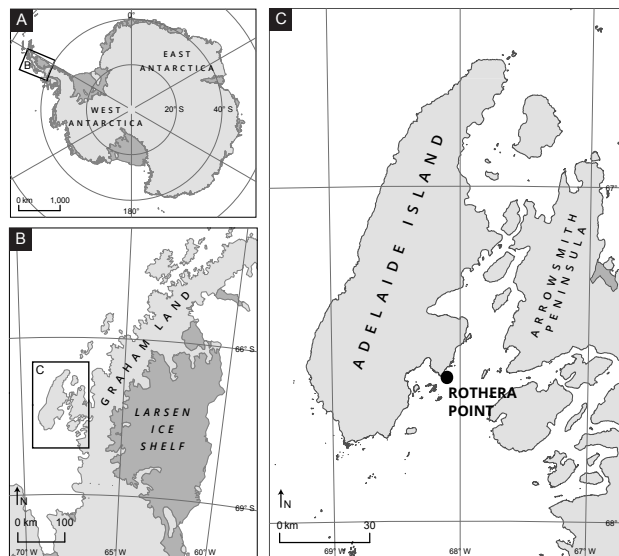 A
0°
EAST
ANTARCTICA
B
WEST
ANTARCTICA
20° S
40° S
0 km 1,000
180°
B
GRAHAM LAND
66° S
C
LARSEN
ICE
SHELF
69° S
N
0 km 100
70° W
65° W
60° W
C
ADELAIDE ISLAND
67° S
ARROWSMITH
PENINSULA
ROTHERA
POINT
N
0 km 30
68° S
69° W
68° W
67° W